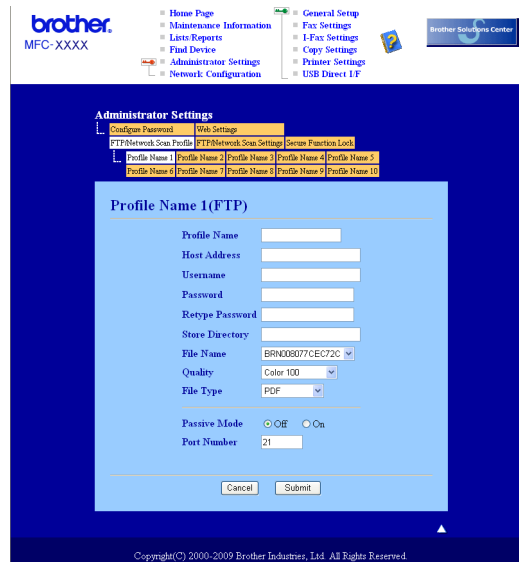 brother.
MFC-XXXX
Home Page
Maintenance Information
Lists/Reports
Find Device
Administrator Settings
Network Configuration
General Setup
Fax Settings
I-Fax Settings
Copy Settings
Printer Settings
USB Direct I/F
Brother Solutions Center
Administrator Settings
Configure Password Web Settings
FTP/Network Scan Profile FTP/Network Scan Settings Secure Function Lock
Profile Name 1 Profile Name 2 Profile Name 3 Profile Name 4 Profile Name 5
Profile Name 6 Profile Name 7 Profile Name 8 Profile Name 9 Profile Name 10
Profile Name 1(FTP)
Profile Name
Host Address
Username
Password
Retype Password
Store Directory
File Name BRN008077CEC72C
Quality Color 100
File Type PDF
Passive Mode Off On
Port Number 21
Cancel Submit
Copyright(C) 2000-2009 Brother Industries, Ltd. All Rights Reserved.